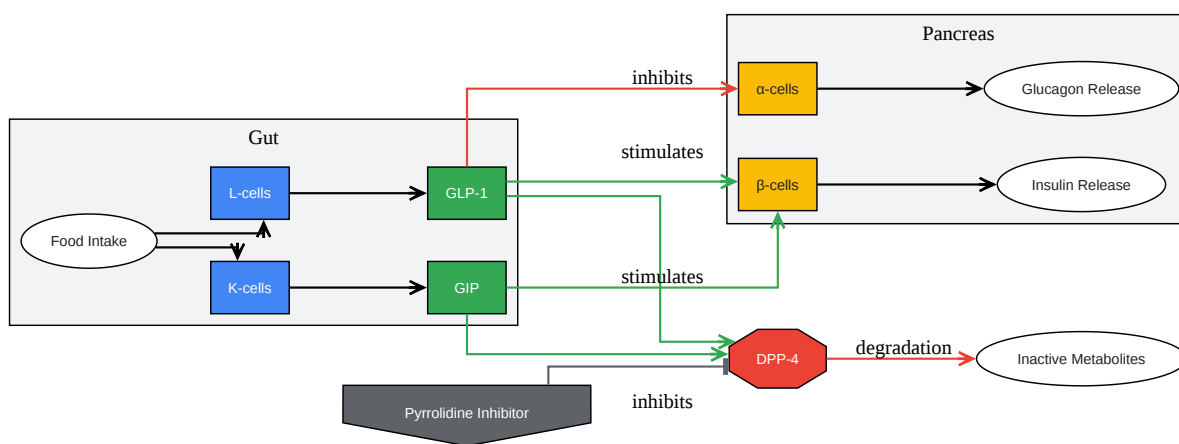 Pancreas
inhibits
α-cells
Glucagon Release
Gut
stimulates
L-cells
GLP-1
β-cells
Insulin Release
Food Intake
stimulates
K-cells
GIP
degradation
DPP-4
Inactive Metabolites
inhibits
Pyrrolidine Inhibitor